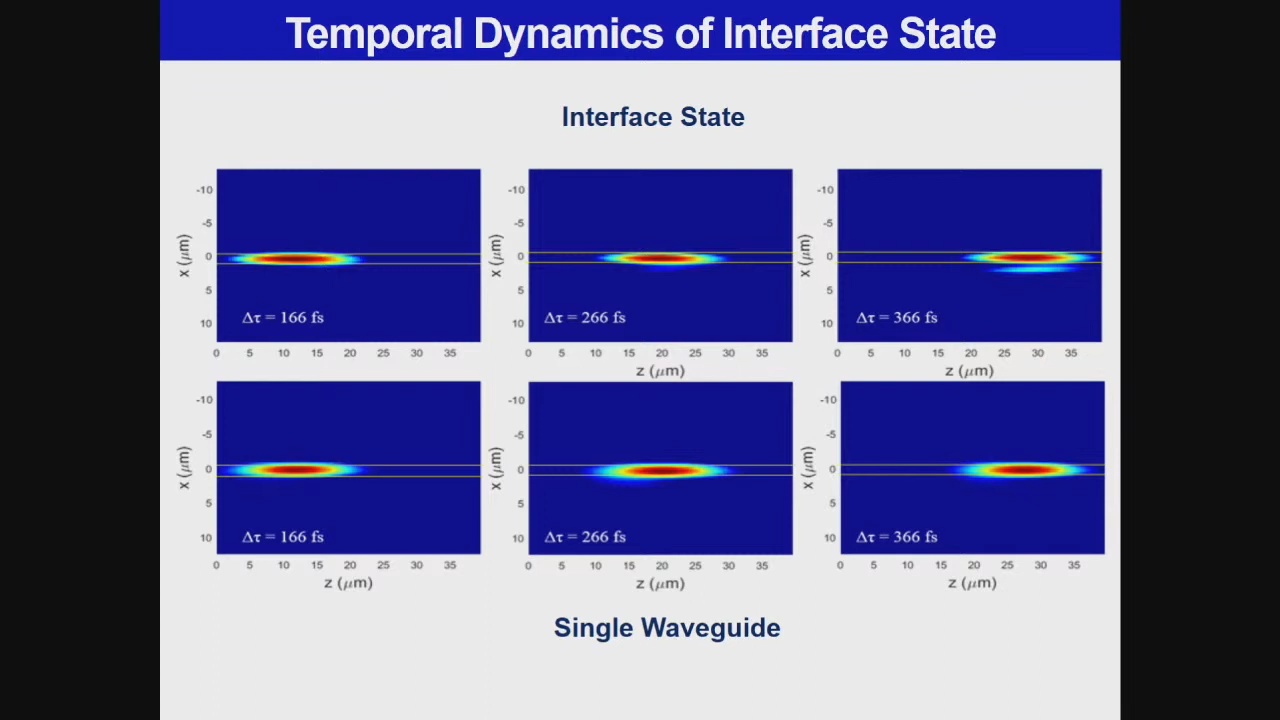 Temporal Dynamics of Interface State
Interface State
-10
-5
0
5
10
x (μm)
Δτ = 166 fs
0 5 10 15 20 25 30 35
-10
-5
0
5
10
x (μm)
Δτ = 266 fs
0 5 10 15 20 25 30 35
z (μm)
-10
-5
0
5
10
x (μm)
Δτ = 366 fs
0 5 10 15 20 25 30 35
z (μm)
-10
-5
0
5
10
x (μm)
Δτ = 166 fs
0 5 10 15 20 25 30 35
z (μm)
-10
-5
0
5
10
x (μm)
Δτ = 266 fs
0 5 10 15 20 25 30 35
z (μm)
-10
-5
0
5
10
x (μm)
Δτ = 366 fs
0 5 10 15 20 25 30 35
z (μm)
Single Waveguide